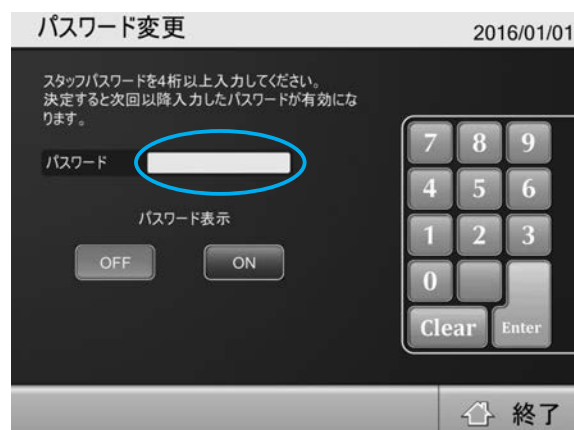 パスワード変更
2016/01/01
スタッフパスワードを4桁以上入力してください。
決定すると次回以降入力したパスワードが有効にな
ります。
パスワード
パスワード表示
OFF
ON
7 8 9
4 5 6
1 2 3
0
Clear
Enter
終了